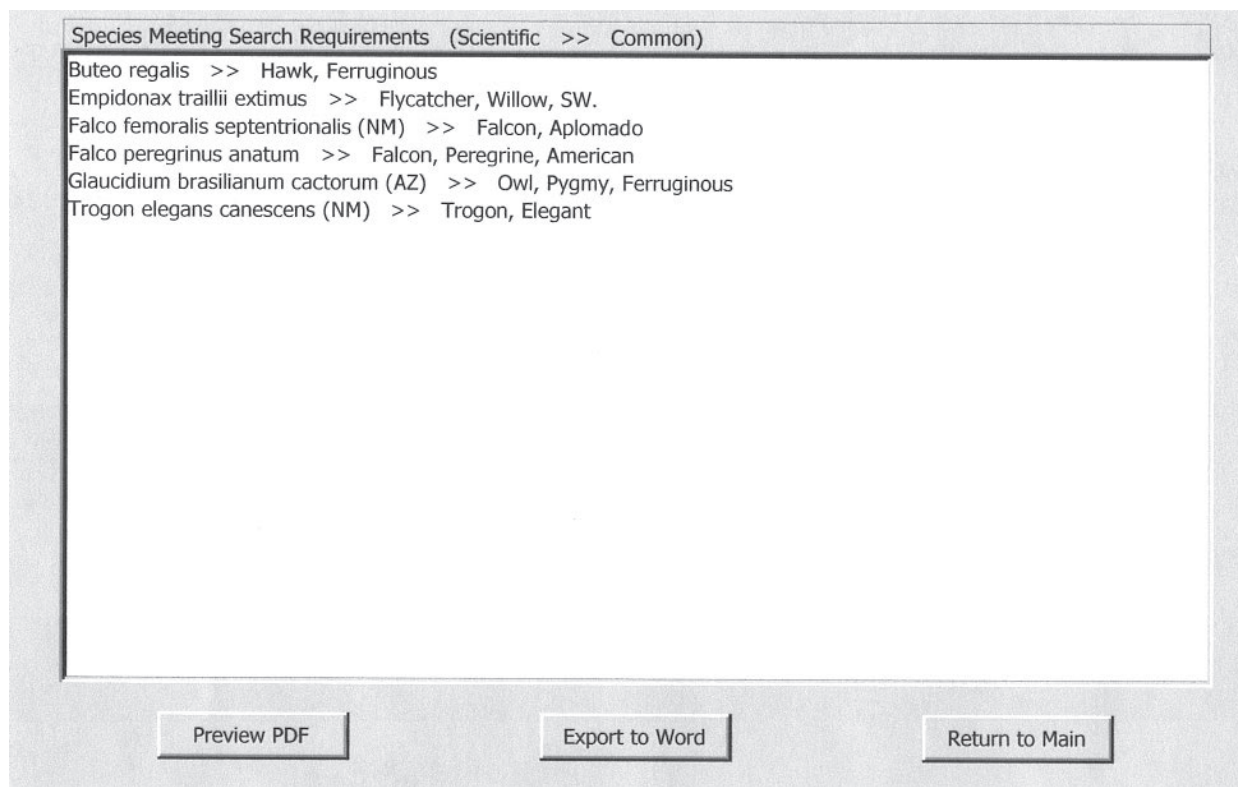 Species Meeting Search Requirements (Scientific >> Common)
Buteo regalis >> Hawk, Ferruginous
Empidonax traillii extimus >> Flycatcher, Willow, SW.
Falco femoralis septentrionalis (NM) >> Falcon, Aplomado
Falco peregrinus anatum >> Falcon, Peregrine, American
Glaucidium brasilianum cactorum (AZ) >> Owl, Pygmy, Ferruginous
Trogon elegans canescens (NM) >> Trogon, Elegant
Preview PDF
Export to Word
Return to Main